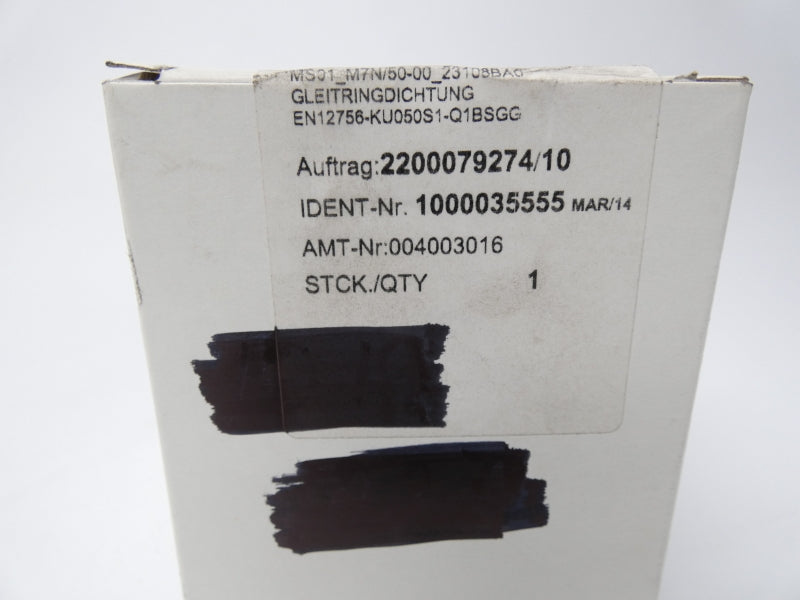 MS01_M7N/50-00_23108BA0
GLEITRINGDICHTUNG
EN12756-KU050S1-Q1BSGG
Auftrag:2200079274/10
IDENT-Nr. 1000035555 MAR/14
AMT-Nr:004003016
STCK./QTY 1